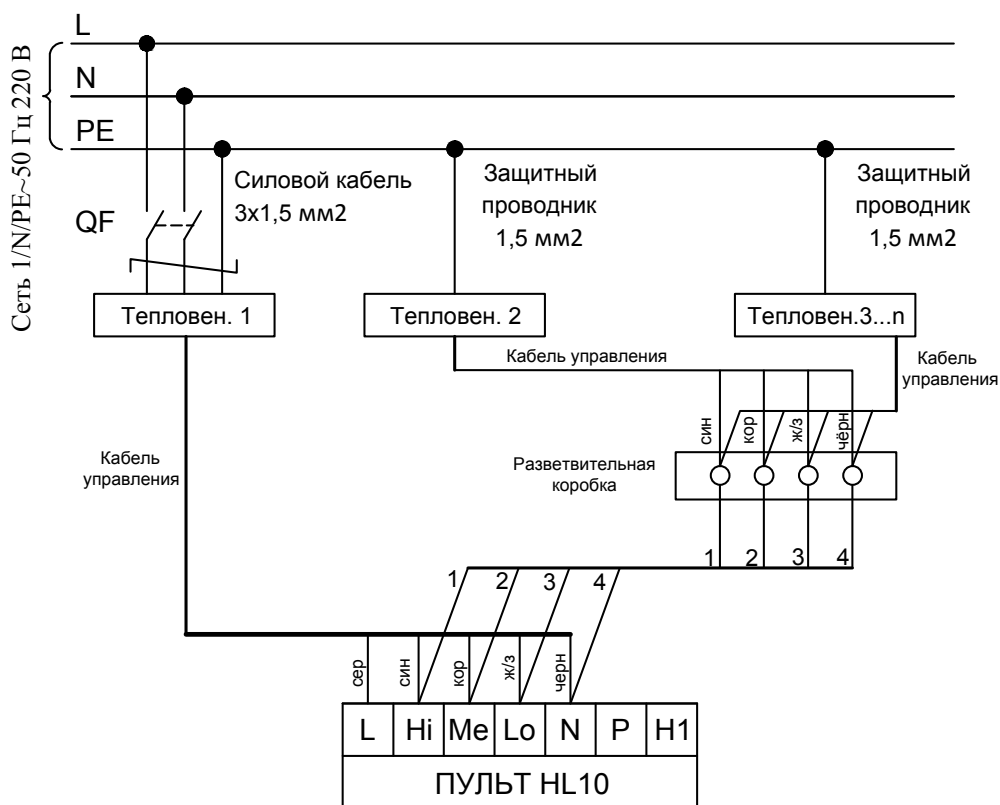 L
N
PE
Сеть 1/N/PE~50 Гц 220 В
QF
Силовой кабель
3х1,5 мм2
Защитный
проводник
1,5 мм2
Защитный
проводник
1,5 мм2
Тепловен. 1
Тепловен. 2
Тепловен.3...n
Кабель управления
Кабель
управления
син
кор
ж/з
чёрн
Кабель
управления
Разветвительная
коробка
1
2
3
4
1
2
3
4
сер
син
кор
ж/з
черн
L
Hi
Me
Lo
N
P
H1
ПУЛЬТ HL10